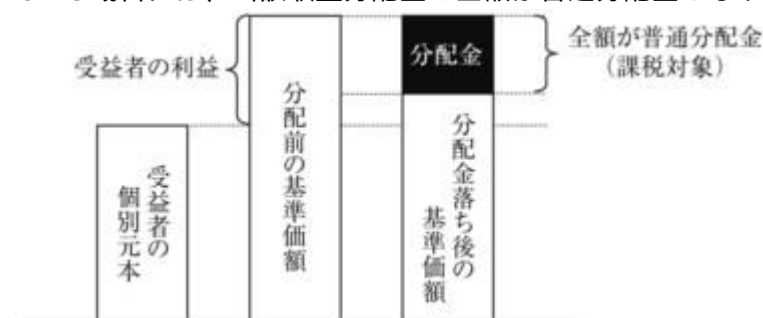 受益者の利益
分配金
全額が普通分配金
(課税対象)
受益者の
個別元本
分配前の基準価額
分配金落ち後の
基準価額